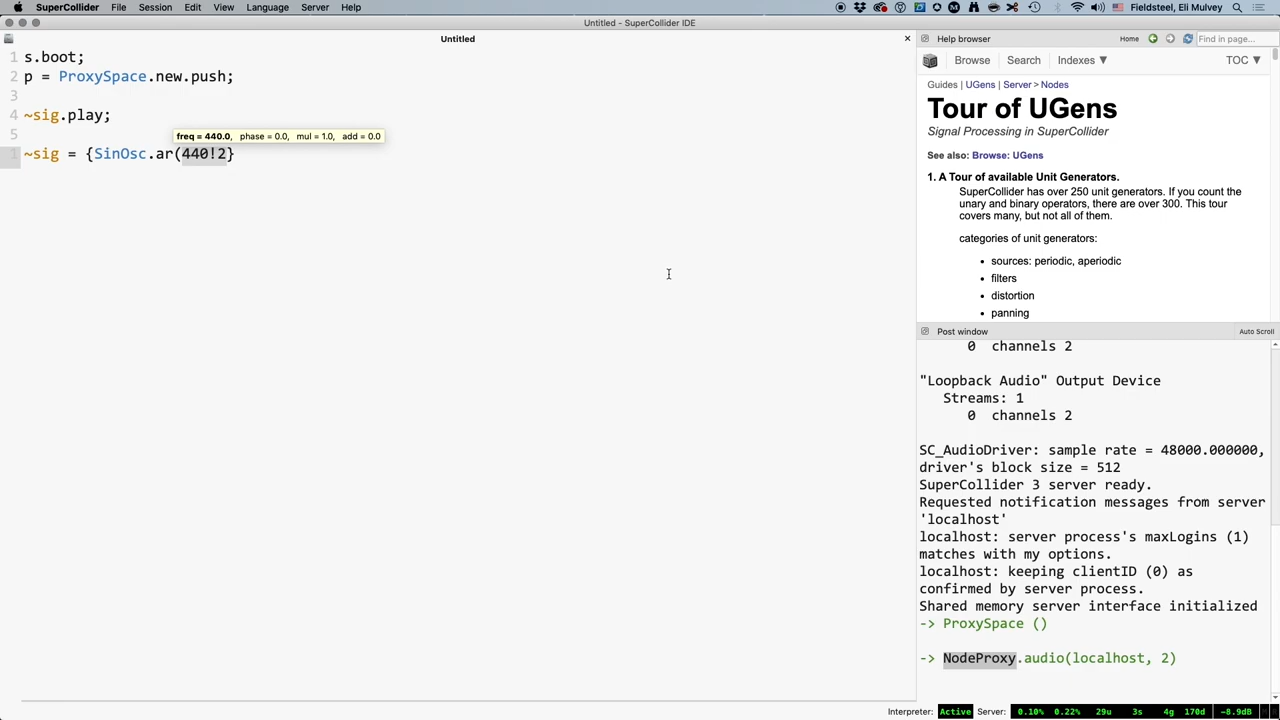 SuperCollider File Session Edit View Language Server Help Fieldsteel, Eli Mulvey
Untitled - SuperCollider IDE
Untitled
1 s.boot;
2 p = ProxySpace.new.push;
3
4 ~sig.play;
5 freq = 440.0, phase = 0.0, mul = 1.0, add = 0.0
1 ~sig = {SinOsc.ar(440!2}
Help browser Home Find in page...
Browse Search Indexes ▼ TOC ▼
Guides | UGens | Server > Nodes
Tour of UGens
Signal Processing in SuperCollider
See also: Browse: UGens
1. A Tour of available Unit Generators.
SuperCollider has over 250 unit generators. If you count the
unary and binary operators, there are over 300. This tour
covers many, but not all of them.
categories of unit generators:
• sources: periodic, aperiodic
• filters
• distortion
• panning
Post window Auto Scroll
0 channels 2
"Loopback Audio" Output Device
Streams: 1
0 channels 2
SC_AudioDriver: sample rate = 48000.000000,
driver's block size = 512
SuperCollider 3 server ready.
Requested notification messages from server
'localhost'
localhost: server process's maxLogins (1)
matches with my options.
localhost: keeping clientID (0) as
confirmed by server process.
Shared memory server interface initialized
-> ProxySpace ()
-> NodeProxy.audio(localhost, 2)
Interpreter: Active Server: 0.10% 0.22% 29u 3s 4g 170d -8.9dB